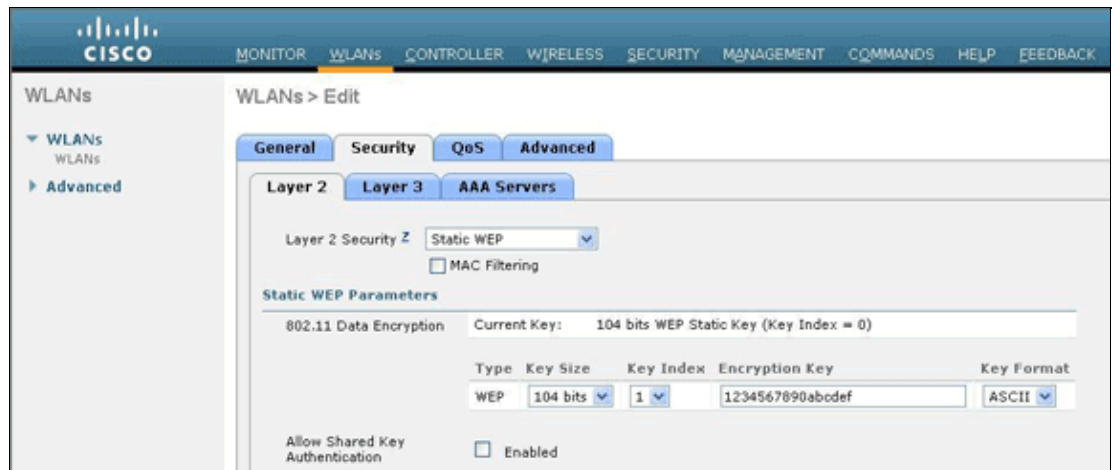 CISCO
MONITOR WLANs CONTROLLER WIRELESS SECURITY MANAGEMENT COMMANDS HELP FEEDBACK
WLANs
WLANs
WLANs
Advanced
WLANs > Edit
General Security QoS Advanced
Layer 2 Layer 3 AAA Servers
Layer 2 Security Z Static WEP
MAC Filtering
Static WEP Parameters
802.11 Data Encryption Current Key: 104 bits WEP Static Key (Key Index = 0)
Type Key Size Key Index Encryption Key Key Format
WEP 104 bits 1 1234567890abcdef ASCII
Allow Shared Key
Authentication
Enabled